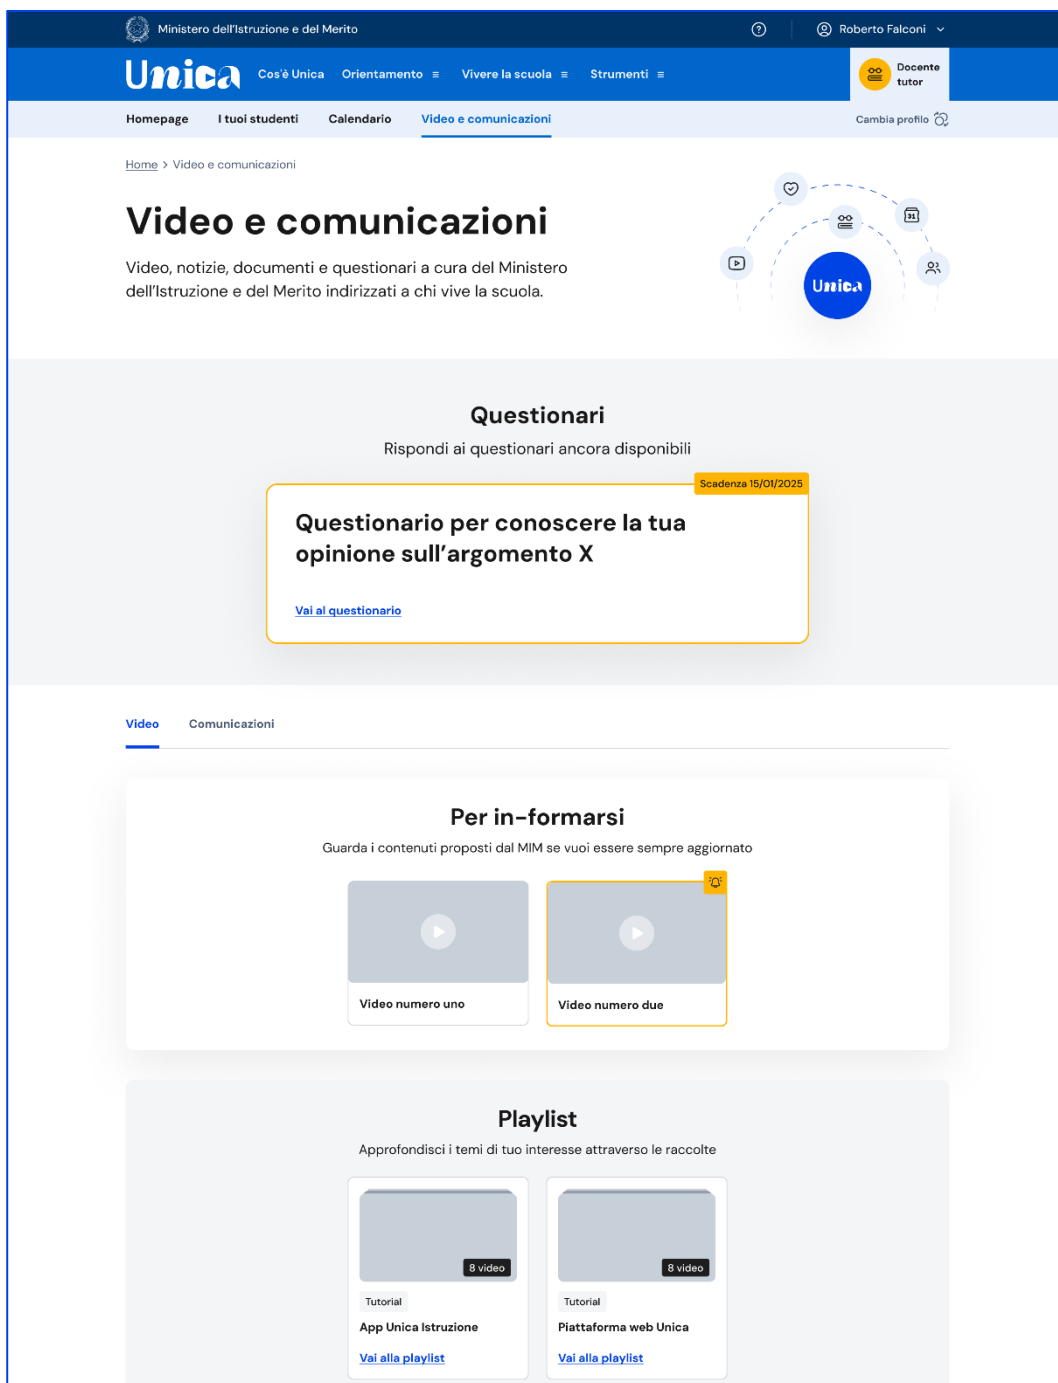 Ministero dell'Istruzione e del Merito
Roberto Falconi
Unica
Cos'è Unica
Orientamento
Vivere la scuola
Strumenti
Docente
tutor
Homepage
I tuoi studenti
Calendario
Video e comunicazioni
Cambia profilo
Home > Video e comunicazioni
Video e comunicazioni
Video, notizie, documenti e questionari a cura del Ministero
dell'Istruzione e del Merito indirizzati a chi vive la scuola.
31
Unica
Questionari
Rispondi ai questionari ancora disponibili
Scadenza 15/01/2025
Questionario per conoscere la tua
opinione sull'argomento X
Vai al questionario
Video
Comunicazioni
Per in-formarsi
Guarda i contenuti proposti dal MIM se vuoi essere sempre aggiornato
Video numero uno
Video numero due
Playlist
Approfondisci i temi di tuo interesse attraverso le raccolte
8 video
8 video
Tutorial
Tutorial
App Unica Istruzione
Piattaforma web Unica
Vai alla playlist
Vai alla playlist